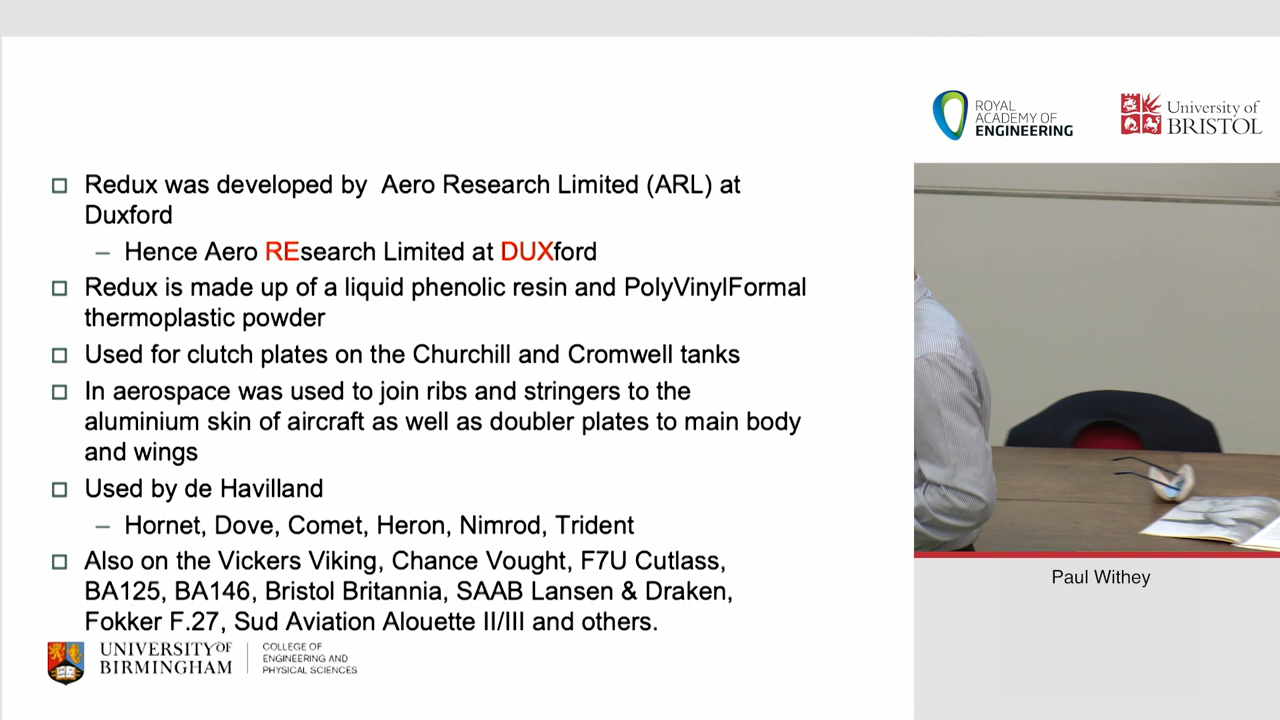 ROYAL
ACADEMY OF
ENGINEERING
University of
BRISTOL
Redux was developed by Aero Research Limited (ARL) at
Duxford
– Hence Aero REsearch Limited at DUXford
Redux is made up of a liquid phenolic resin and PolyVinylFormal
thermoplastic powder
Used for clutch plates on the Churchill and Cromwell tanks
In aerospace was used to join ribs and stringers to the
aluminium skin of aircraft as well as doubler plates to main body
and wings
Used by de Havilland
– Hornet, Dove, Comet, Heron, Nimrod, Trident
Also on the Vickers Viking, Chance Vought, F7U Cutlass,
BA125, BA146, Bristol Britannia, SAAB Lansen & Draken,
Fokker F.27, Sud Aviation Alouette II/III and others.
Paul Withey
UNIVERSITY OF
BIRMINGHAM
COLLEGE OF
ENGINEERING AND
PHYSICAL SCIENCES